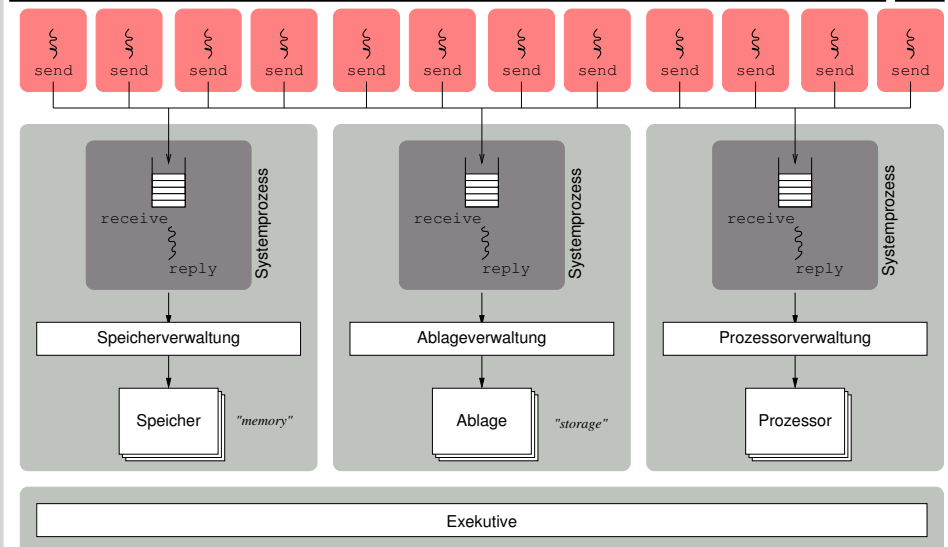 send send send send send send send send send send send send
receive receive receive
reply reply reply
Systemprozess Systemprozess Systemprozess
Speicherverwaltung Ablageverwaltung Prozessorverwaltung
Speicher "memory" Ablage "storage" Prozessor
Exekutive